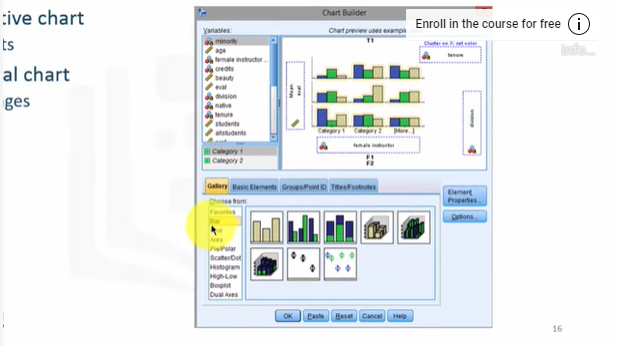 tive chart
ts
al chart
ges
Chart Builder
Enroll in the course for free
Variables:
Chart preview uses example
minority
age
female instructor ...
credits
beauty
eval
division
native
tenure
students
allstudents
Category 1
Category 2
T1
Cluster on X: set color
tenure
Mean
eval
division
Category 1 Category 2 [More...]
female instructor
F1
F2
Gallery Basic Elements Groups/Point ID Titles/Footnotes
Choose from:
Favorites
Bar
Area
Pie/Polar
Scatter/Dot
Histogram
High-Low
Boxplot
Dual Axes
Element
Properties...
Options...
OK Paste Reset Cancel Help
Info...
16